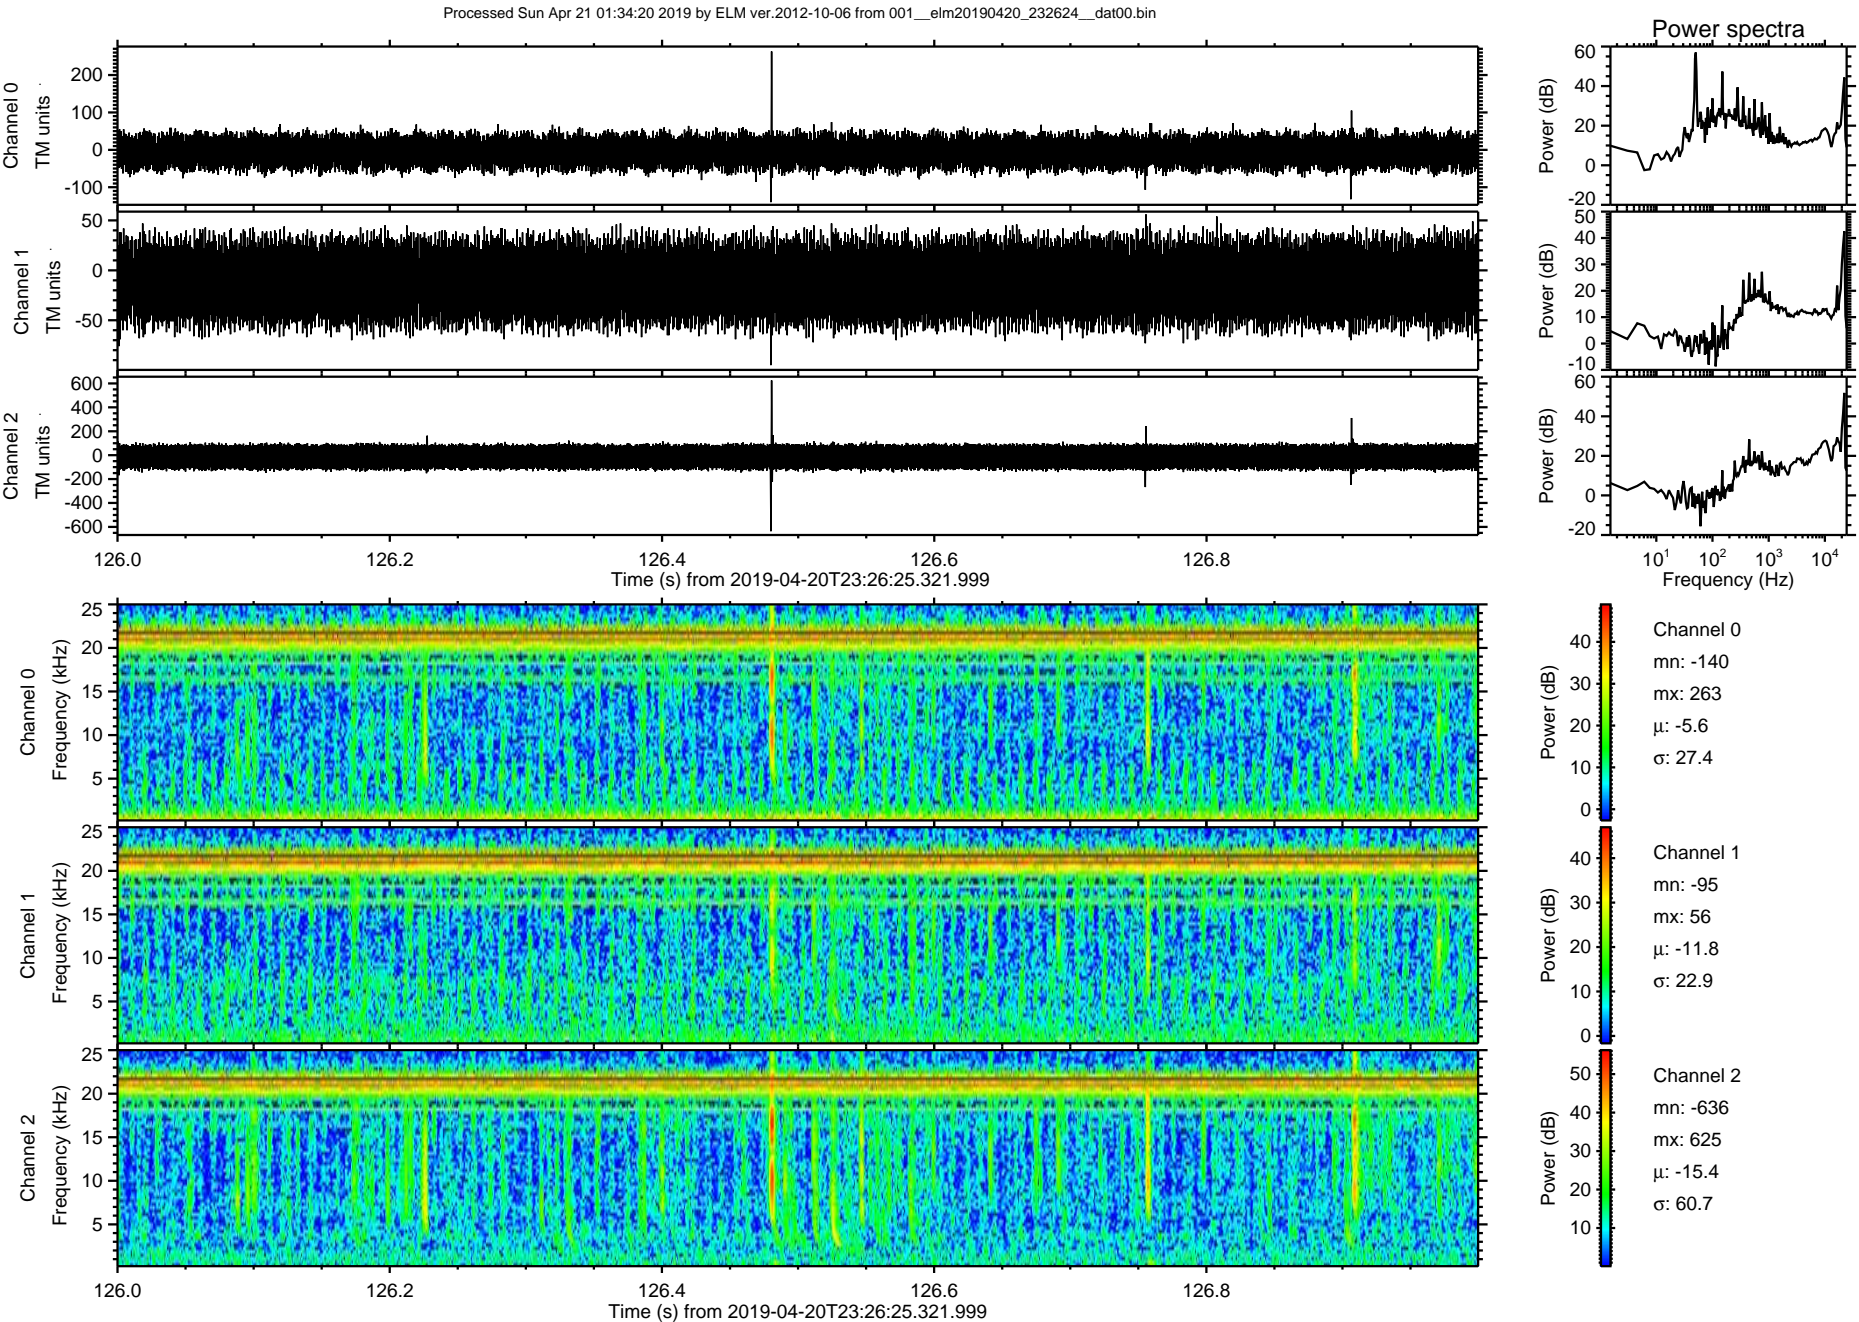 Processed Sun Apr 21 01:34:20 2019 by ELM ver.2012-10-06 from 001__elm20190420_232624__dat00.bin
Power spectra
Channel 0
TM units
200
100
0
-100
Power (dB)
60
40
20
0
-20
Channel 1
TM units
50
0
-50
Power (dB)
50
40
30
20
10
0
-10
Channel 2
TM units
600
400
200
0
-200
-400
-600
Power (dB)
60
40
20
0
-20
126.0 126.2 126.4 126.6 126.8
Time (s) from 2019-04-20T23:26:25.321.999
10¹ 10² 10³ 10⁴
Frequency (Hz)
Channel 0
Frequency (kHz)
25
20
15
10
5
Power (dB)
40
30
20
10
0
Channel 0
mn: -140
mx: 263
μ: -5.6
σ: 27.4
Channel 1
Frequency (kHz)
25
20
15
10
5
Power (dB)
40
30
20
10
0
Channel 1
mn: -95
mx: 56
μ: -11.8
σ: 22.9
Channel 2
Frequency (kHz)
25
20
15
10
5
Power (dB)
50
40
30
20
10
Channel 2
mn: -636
mx: 625
μ: -15.4
σ: 60.7
126.0 126.2 126.4 126.6 126.8
Time (s) from 2019-04-20T23:26:25.321.999